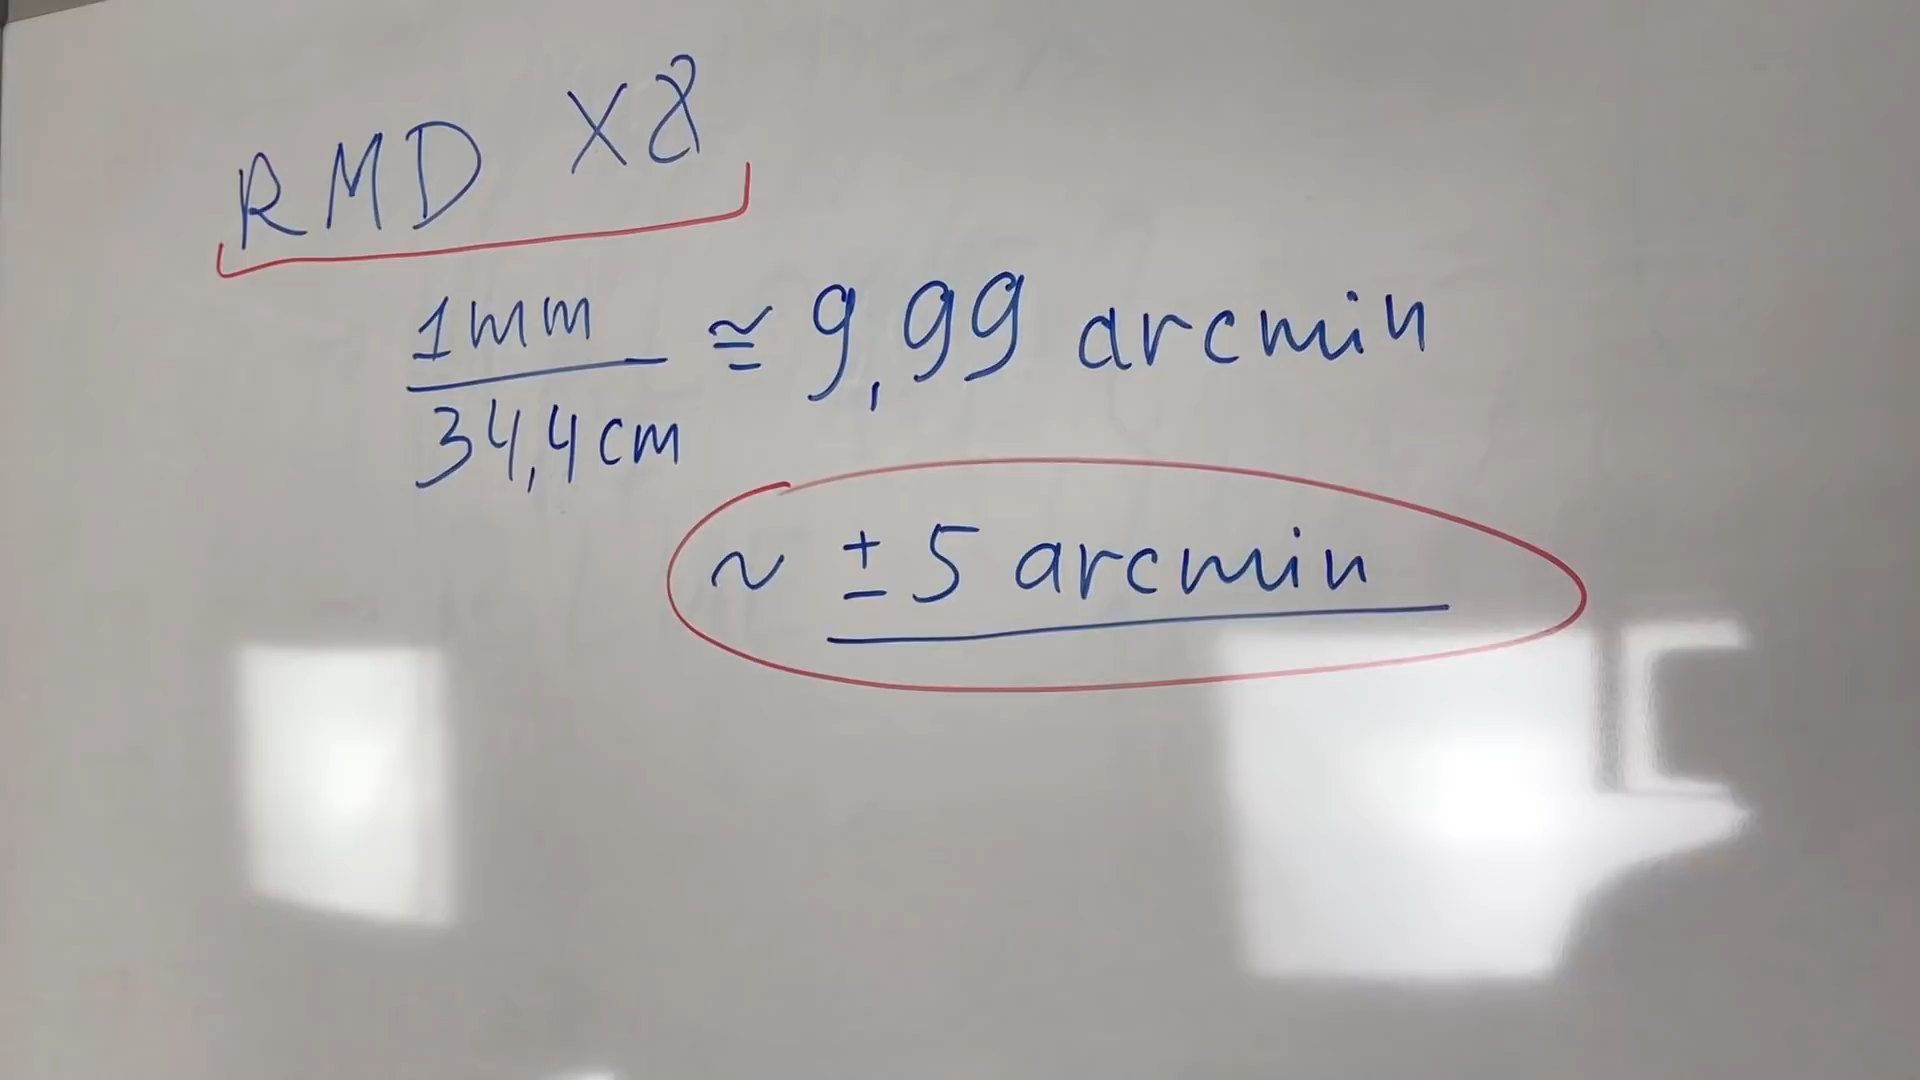 RMD X8
1mm
34,4cm
≅ 9,99 arcmin
~ ± 5 arcmin